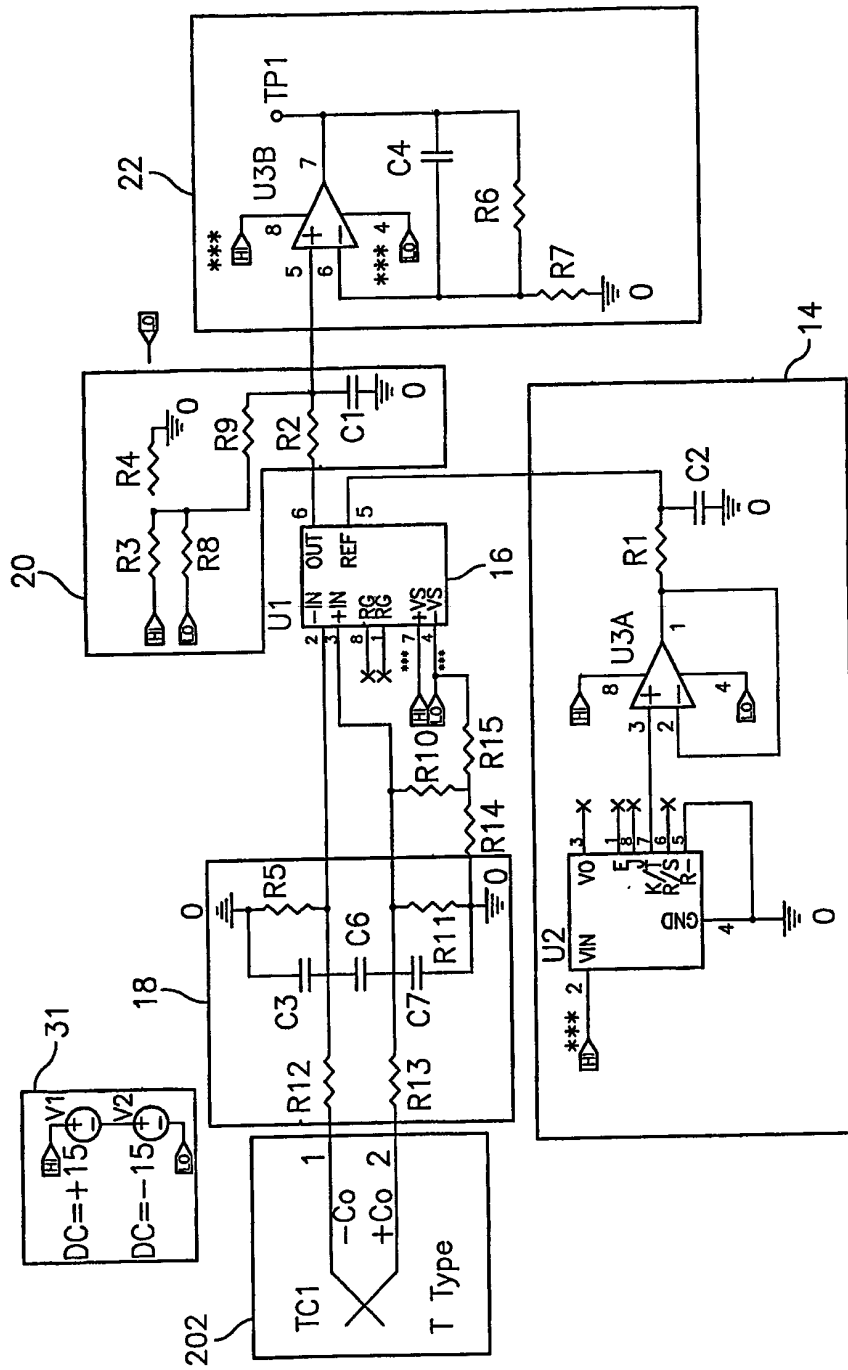 31
V1
HI
DC=+15
V2
DC=-15
LO
202
TC1
-Co
+Co
T Type
1
2
18
0
R5
C3
C6
C7
R12
R13
R11
0
R10
R14
R15
20
R3
R4
0
R8
HI
LO
R9
R2
C1
0
LO
U1
2
-IN
3
+IN
8
RG
1
RG
7
+VS
4
-VS
***
***
HI
LO
OUT
6
REF
5
16
22
***
HI
8
U3B
5
+
6
-
7
TP1
***
4
LO
C4
R6
R7
0
14
U2
***
HI
2
VIN
VO
3
E
1
J
8
K/T
7
R/S
6
R-
5
GND
4
0
HI
8
U3A
3
+
2
-
1
4
LO
R1
C2
0